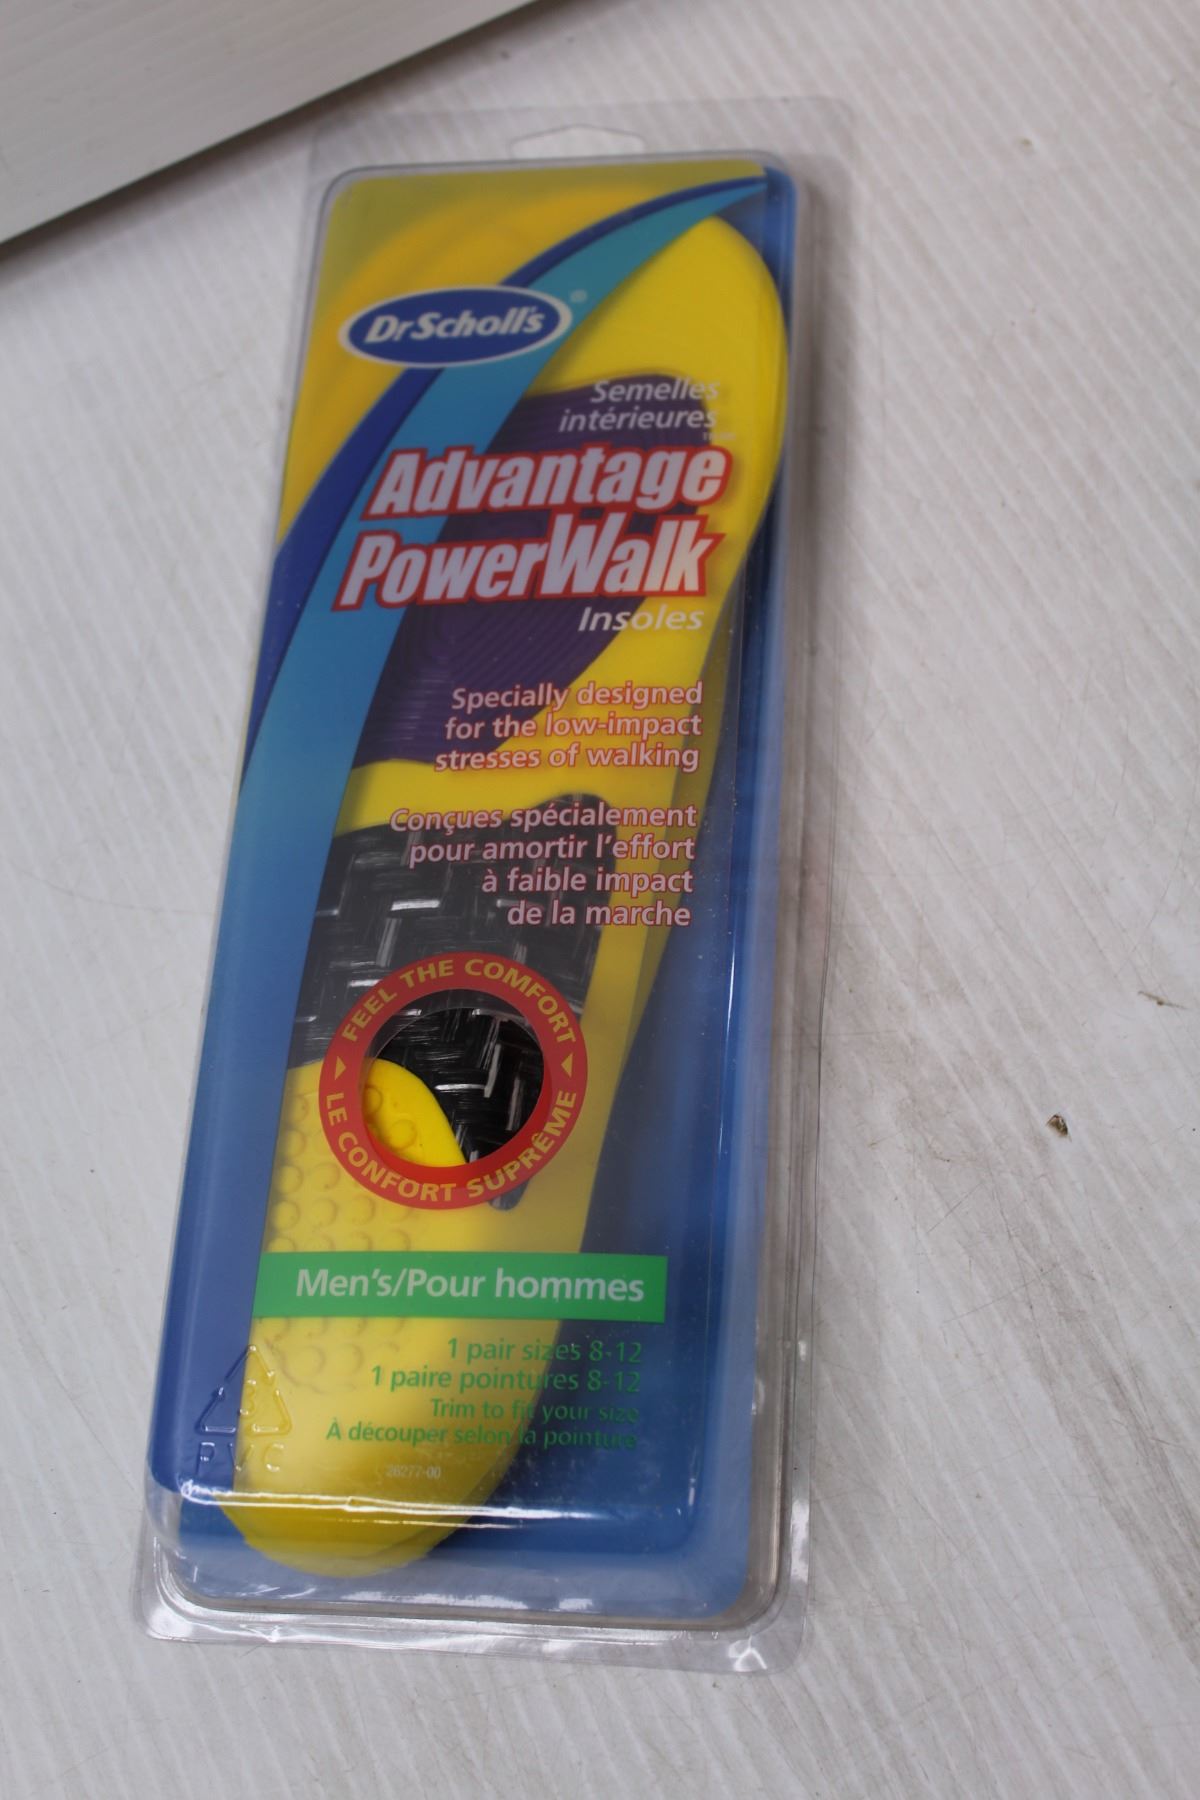 Dr Scholl's®
Semelles
intérieures
Advantage
PowerWalk
Insoles
Specially designed
for the low-impact
stresses of walking
Conçues spécialement
pour amortir l'effort
à faible impact
de la marche
FEEL THE COMFORT
LE CONFORT SUPRÊME
Men's/Pour hommes
1 pair sizes 8-12
1 paire pointures 8-12
Trim to fit your size
À découper selon la pointure
3
PVC
26277-00